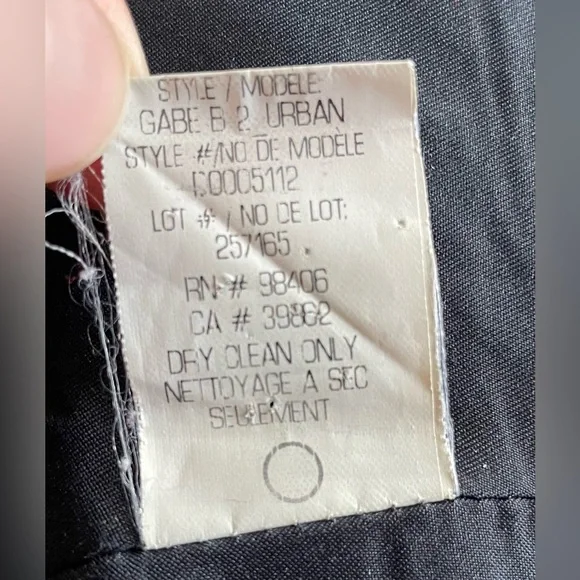 STYLE / MODELE:
GABE B 2 URBAN
STYLE #/NO DE MODÈLE
C0005112
LOT # / NO DE LOT:
257165
RN # 98406
CA # 39862
DRY CLEAN ONLY
NETTOYAGE A SEC
SEULEMENT